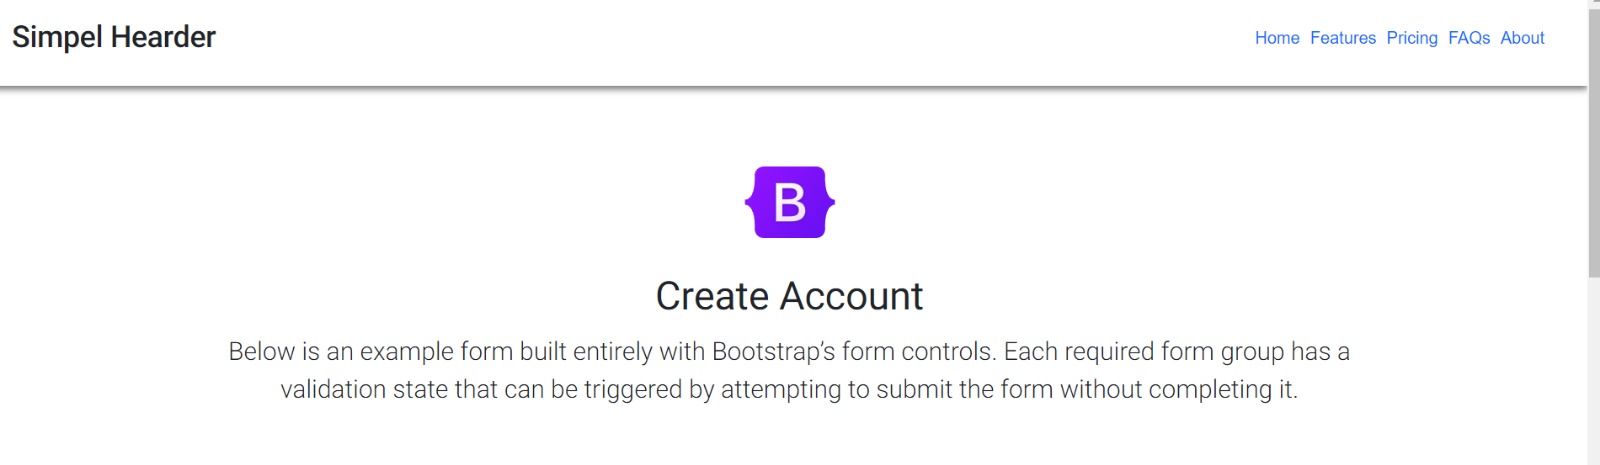 Simpel Hearder
Home Features Pricing FAQs About
B
Create Account
Below is an example form built entirely with Bootstrap’s form controls. Each required form group has a
validation state that can be triggered by attempting to submit the form without completing it.